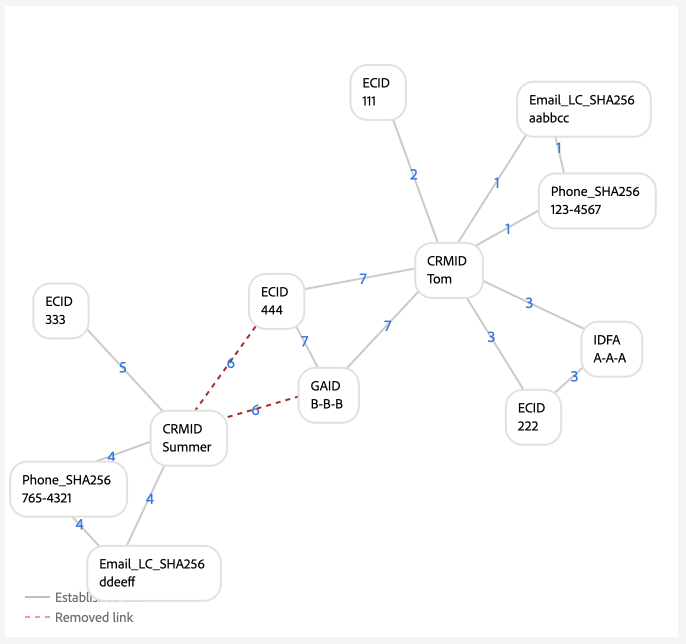 ECID
111
Email_LC_SHA256
aabbcc
1
2
1
Phone_SHA256
123-4567
1
CRMID
Tom
7
ECID
444
ECID
333
3
7
3
7
IDFA
A-A-A
6
5
3
GAID
B-B-B
6
ECID
222
CRMID
Summer
4
Phone_SHA256
765-4321
4
4
Email_LC_SHA256
ddeeff
Establis
Removed link